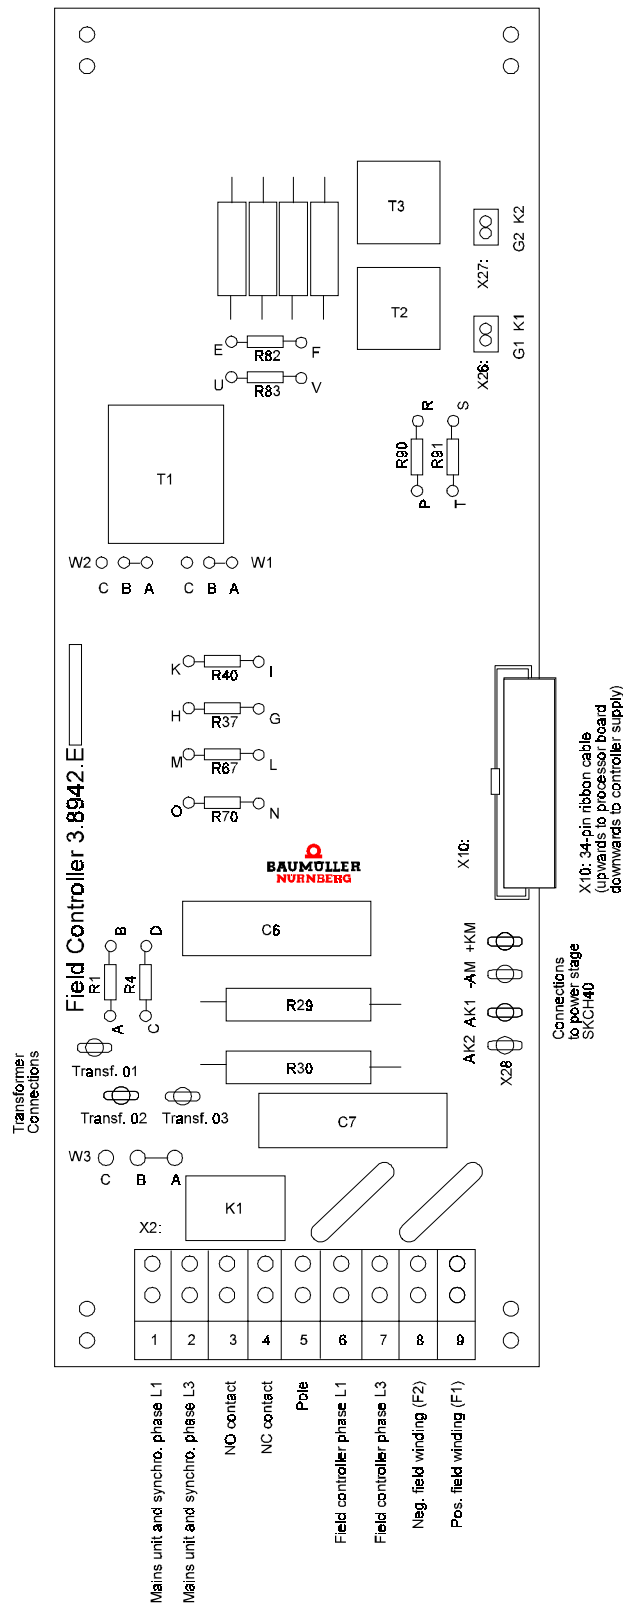 T3
K2
G2
X27:
T2
K1
G1
X26:
E
R82
F
U
R83
V
R
S
R90
R91
P
T
T1
W2
W1
C B A
C B A
K
R40
I
H
R37
G
M
R67
L
O
R70
N
Field Controller 3.8942.E
BAUMÜLLER
NÜRNBERG
X10:
X10: 34-pin ribbon cable
(upwards to processor board
downwards to controller supply)
C6
B
D
R1
R4
A
C
R29
R30
AK2 AK1 -AM +KM
X28
Connections
to power stage
SKCH40
Transformer
Connections
Transf. 01
Transf. 02
Transf. 03
C7
W3
C
B
A
K1
X2:
1 2 3 4 5 6 7 8 9
Mains unit and synchro. phase L1
Mains unit and synchro. phase L3
NO contact
NC contact
Pole
Field controller phase L1
Field controller phase L3
Neg. field winding (F2)
Pos. field winding (F1)